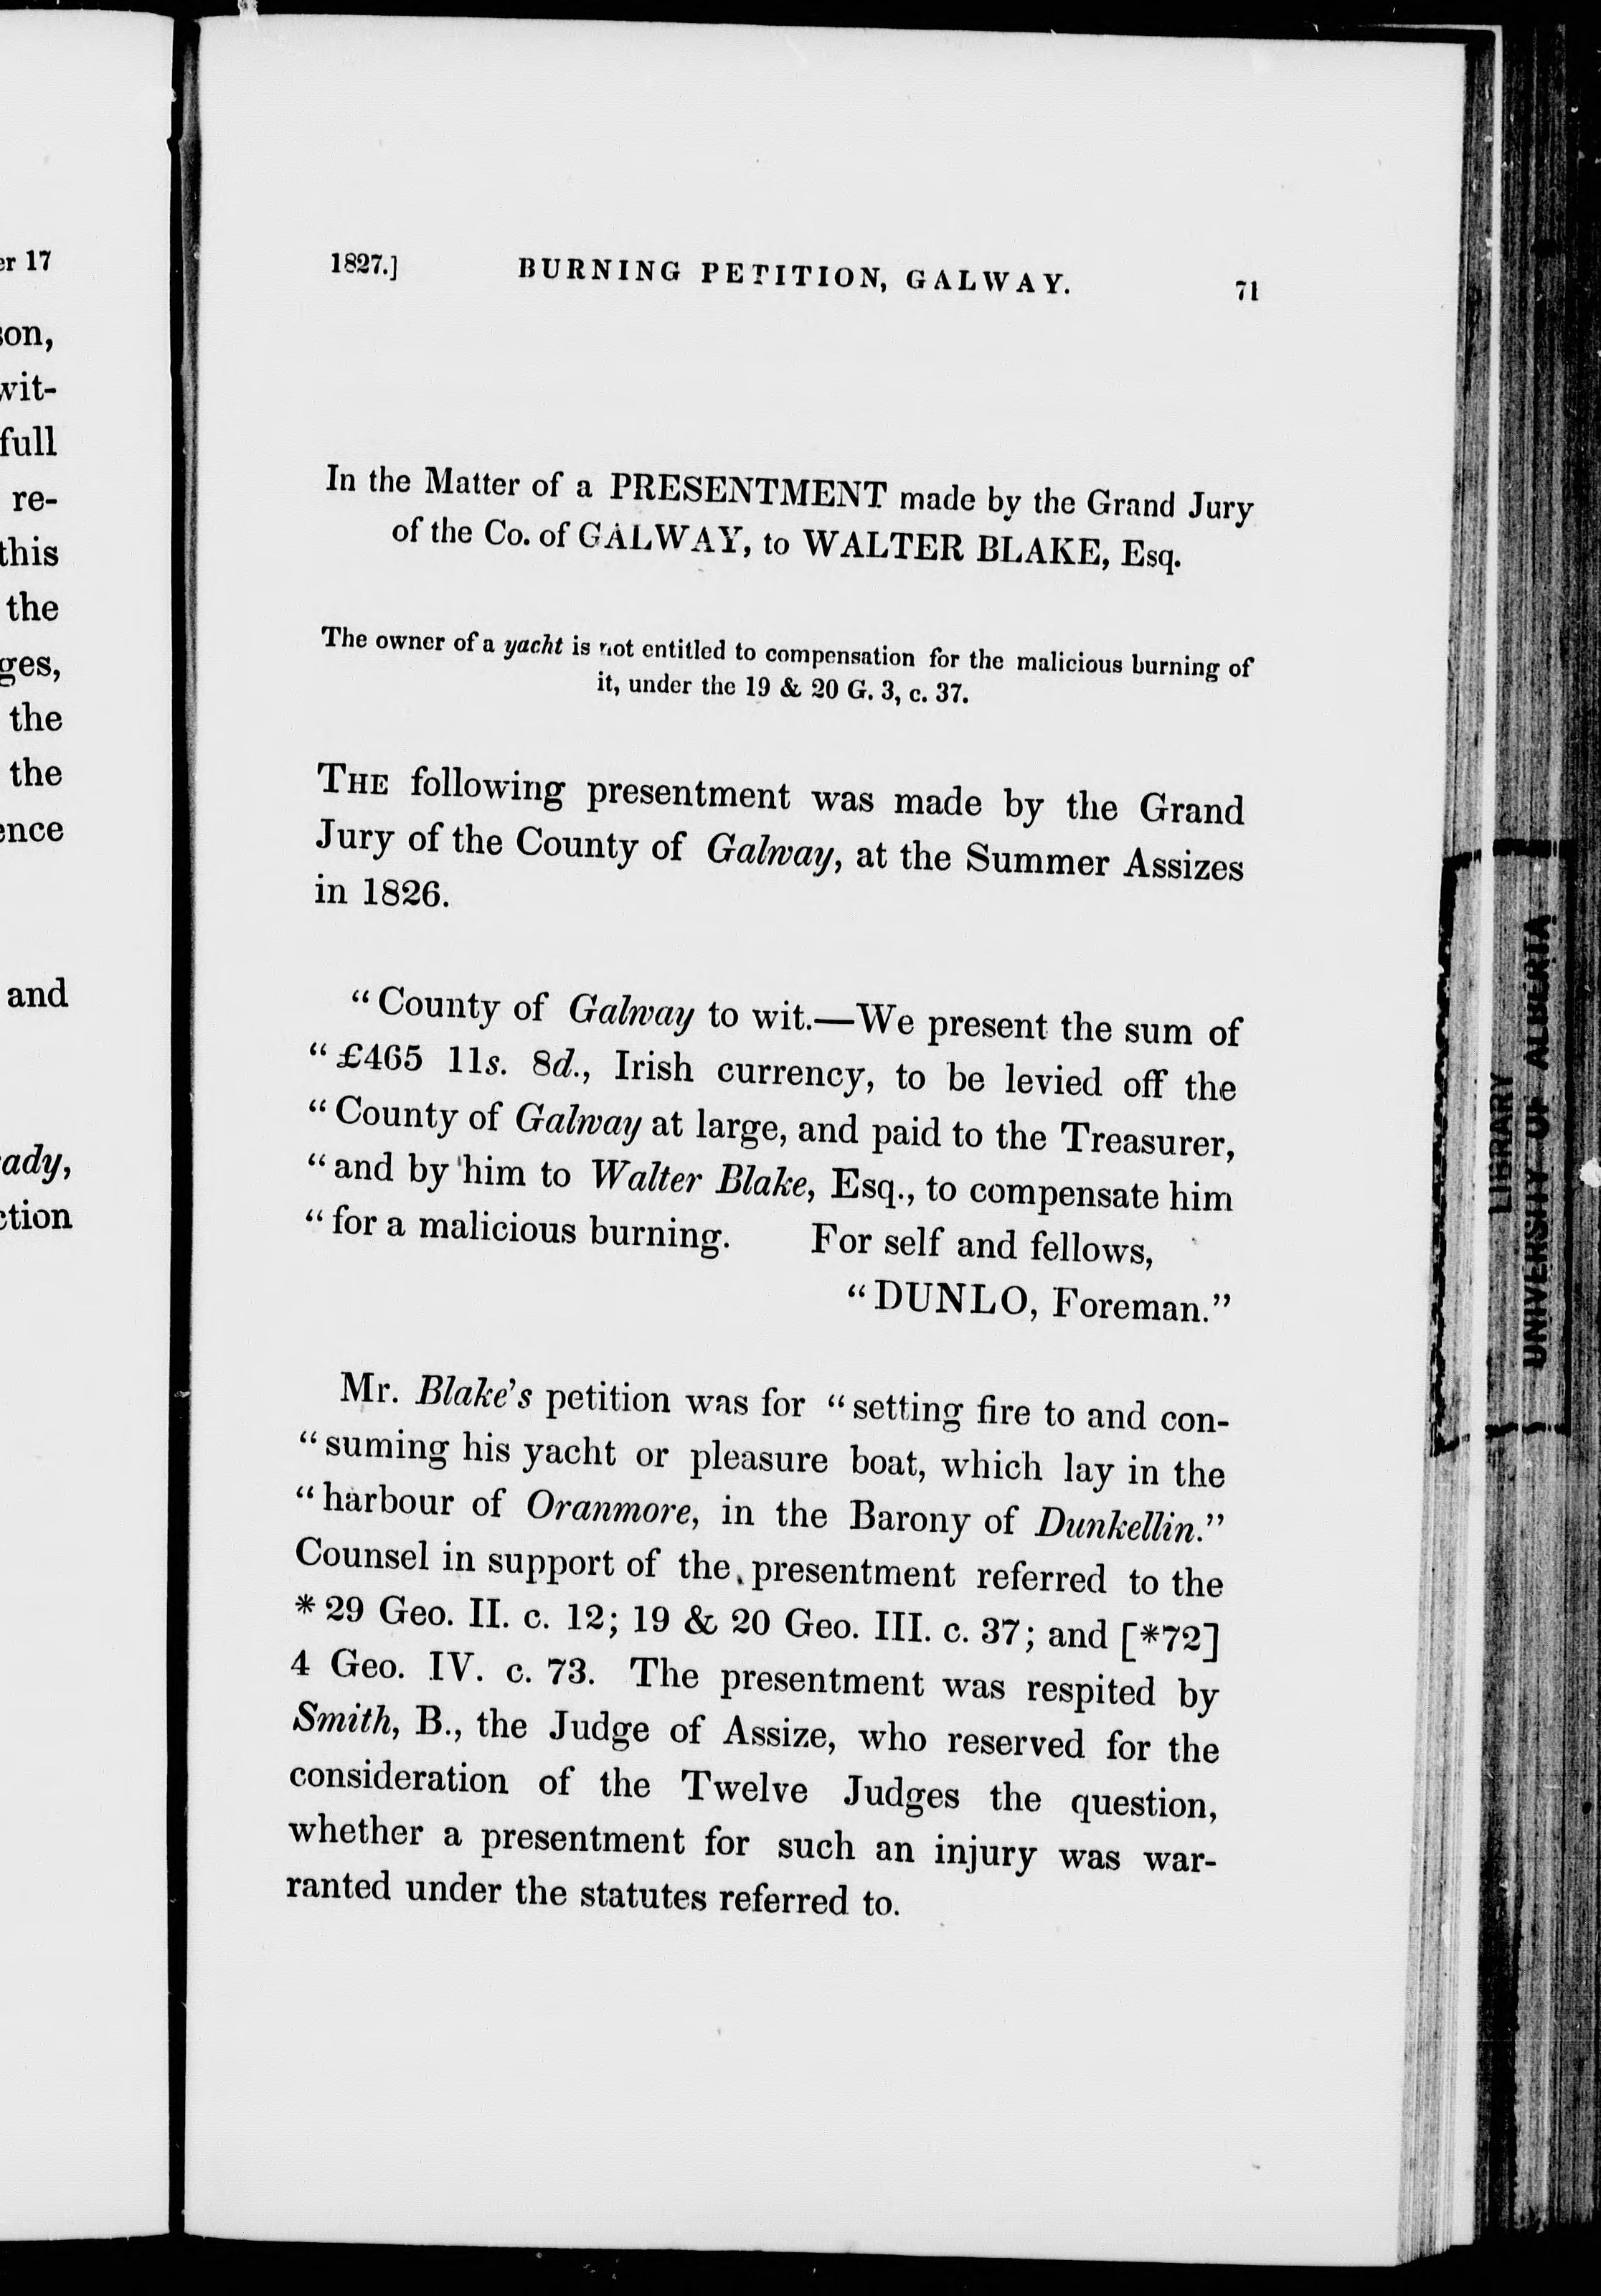 er 17
son,
wit-
full
re-
this
the
ges,
the
the
ence
and
ady,
ction
1827.] BURNING PETITION, GALWAY. 71
In the Matter of a PRESENTMENT made by the Grand Jury
of the Co. of GALWAY, to WALTER BLAKE, Esq.
The owner of a yacht is not entitled to compensation for the malicious burning of
it, under the 19 & 20 G. 3, c. 37.
THE following presentment was made by the Grand
Jury of the County of Galway, at the Summer Assizes
in 1826.
"County of Galway to wit.—We present the sum of
"£465 11s. 8d., Irish currency, to be levied off the
"County of Galway at large, and paid to the Treasurer,
"and by him to Walter Blake, Esq., to compensate him
"for a malicious burning. For self and fellows,
"DUNLO, Foreman."
Mr. Blake's petition was for "setting fire to and con-
"suming his yacht or pleasure boat, which lay in the
"harbour of Oranmore, in the Barony of Dunkellin."
Counsel in support of the presentment referred to the
* 29 Geo. II. c. 12; 19 & 20 Geo. III. c. 37; and [*72]
4 Geo. IV. c. 73. The presentment was respited by
Smith, B., the Judge of Assize, who reserved for the
consideration of the Twelve Judges the question,
whether a presentment for such an injury was war-
ranted under the statutes referred to.
LIBRARY
UNIVERSITY OF ALBERTA